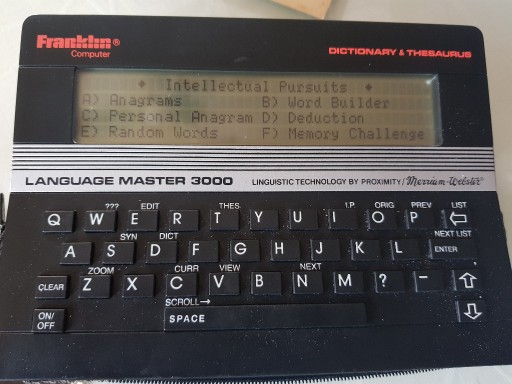 Franklin®
Computer
DICTIONARY & THESAURUS
♦ Intellectual Pursuits ♦
A) Anagrams B) Word Builder
C) Personal Anagram D) Deduction
E) Random Words F) Memory Challenge
LANGUAGE MASTER 3000 LINGUISTIC TECHNOLOGY BY PROXIMITY/Merriam-Webster®
??? EDIT THES I.P ORIG PREV LIST
Q W E R T Y U I O P
SYN DICT NEXT LIST
A S D F G H J K L ENTER
ZOOM CURR VIEW NEXT
CLEAR Z X C V B N M ? -
SCROLL→
ON/
OFF
SPACE